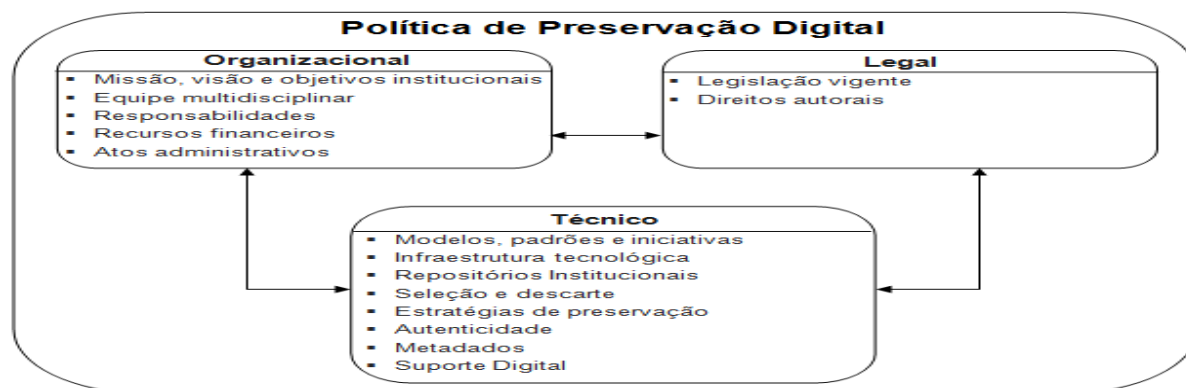 Política de Preservação Digital
Organizacional
▪ Missão, visão e objetivos institucionais
▪ Equipe multidisciplinar
▪ Responsabilidades
▪ Recursos financeiros
▪ Atos administrativos
Legal
▪ Legislação vigente
▪ Direitos autorais
Técnico
▪ Modelos, padrões e iniciativas
▪ Infraestrutura tecnológica
▪ Repositórios Institucionais
▪ Seleção e descarte
▪ Estratégias de preservação
▪ Autenticidade
▪ Metadados
▪ Suporte Digital